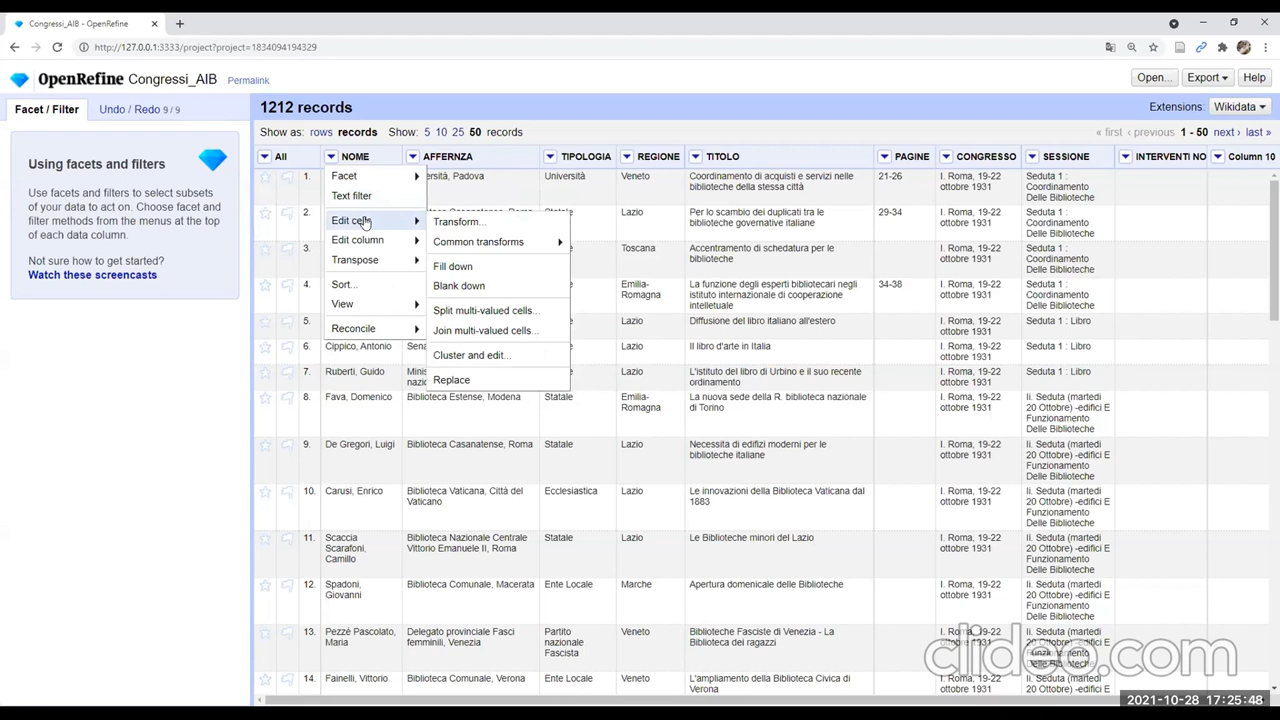 Congressi_AIB - OpenRefine
http://127.0.0.1:3333/project?project=1834094194329
OpenRefine Congressi_AIB Permalink
Open... Export Help
Facet / Filter Undo / Redo 9 / 9
1212 records
Extensions: Wikidata
Show as: rows records Show: 5 10 25 50 records
« first ‹ previous 1 - 50 next › last »
Using facets and filters
Use facets and filters to select subsets
of your data to act on. Choose facet and
filter methods from the menus at the top
of each data column.
Not sure how to get started?
Watch these screencasts
All NOME AFFERNZA TIPOLOGIA REGIONE TITOLO PAGINE CONGRESSO SESSIONE INTERVENTI NO Column 10
Facet
Text filter
Edit cells
Edit column
Transpose
Sort...
View
Reconcile
Transform...
Common transforms
Fill down
Blank down
Split multi-valued cells...
Join multi-valued cells...
Cluster and edit...
Replace
1. ersità, Padova Università Veneto Coordinamento di acquisti e servizi nelle
biblioteche della stessa città
21-26 I. Roma, 19-22
ottobre 1931
Seduta 1 :
Coordinamento
Delle Biblioteche
2. Lazio Per lo scambio dei duplicati tra le
biblioteche governative italiane
29-34 I. Roma, 19-22
ottobre 1931
Seduta 1 :
Coordinamento
Delle Biblioteche
3. Toscana Accentramento di schedatura per le
biblioteche italiane
I. Roma, 19-22
ottobre 1931
Seduta 1 :
Coordinamento
Delle Biblioteche
4. Emilia-
Romagna
La funzione degli esperti bibliotecari negli
istituto internazionale di cooperazione
intelletuale
34-38 I. Roma, 19-22
ottobre 1931
Seduta 1 :
Coordinamento
Delle Biblioteche
5. Lazio Diffusione del libro italiano all'estero I. Roma, 19-22
ottobre 1931
Seduta 1 : Libro
6. Cippico, Antonio Sena Lazio Il libro d'arte in Italia I. Roma, 19-22
ottobre 1931
Seduta 1 : Libro
7. Ruberti, Guido Minis
nazio
Lazio L'istituto del libro di Urbino e il suo recente
ordinamento
I. Roma, 19-22
ottobre 1931
Seduta 1 : Libro
8. Fava, Domenico Biblioteca Estense, Modena Statale Emilia-
Romagna
La nuova sede della R. biblioteca nazionale
di Torino
I. Roma, 19-22
ottobre 1931
Ii. Seduta (martedi
20 Ottobre) -edifici E
Funzionamento
Delle Biblioteche
9. De Gregori, Luigi Biblioteca Casanatense, Roma Statale Lazio Necessita di edifizi moderni per le
biblioteche italiane
I. Roma, 19-22
ottobre 1931
Ii. Seduta (martedi
20 Ottobre) -edifici E
Funzionamento
Delle Biblioteche
10. Carusi, Enrico Biblioteca Vaticana, Città del
Vaticano
Ecclesiastica Lazio Le innovazioni della Biblioteca Vaticana dal
1883
I. Roma, 19-22
ottobre 1931
Ii. Seduta (martedi
20 Ottobre) -edifici E
Funzionamento
Delle Biblioteche
11. Scaccia
Scarafoni,
Camillo
Biblioteca Nazionale Centrale
Vittorio Emanuele II, Roma
Statale Lazio Le Biblioteche minori del Lazio I. Roma, 19-22
ottobre 1931
Ii. Seduta (martedi
20 Ottobre) -edifici E
Funzionamento
Delle Biblioteche
12. Spadoni,
Giovanni
Biblioteca Comunale, Macerata Ente Locale Marche Apertura domenicale delle Biblioteche I. Roma, 19-22
ottobre 1931
Ii. Seduta (martedi
20 Ottobre) -edifici E
Funzionamento
Delle Biblioteche
13. Pezzé Pascolato,
Maria
Delegato provinciale Fasci
femminili, Venezia
Partito
nazionale
Fascista
Veneto Biblioteche Fasciste di Venezia - La
Biblioteca dei ragazzi
I. Roma, 19-22
ottobre 1931
Ii. Seduta (martedi
20 Ottobre) -edifici E
Funzionamento
Delle Biblioteche
14. Fainelli, Vittorio Biblioteca Comunale, Verona Ente Locale Veneto L'ampliamento della Biblioteca Civica di
Verona
I. Roma, 19-22
ottobre 1931
Ii. Seduta (martedi
20 Ottobre) -edifici E
clideo.com
2021-10-28 17:25:48